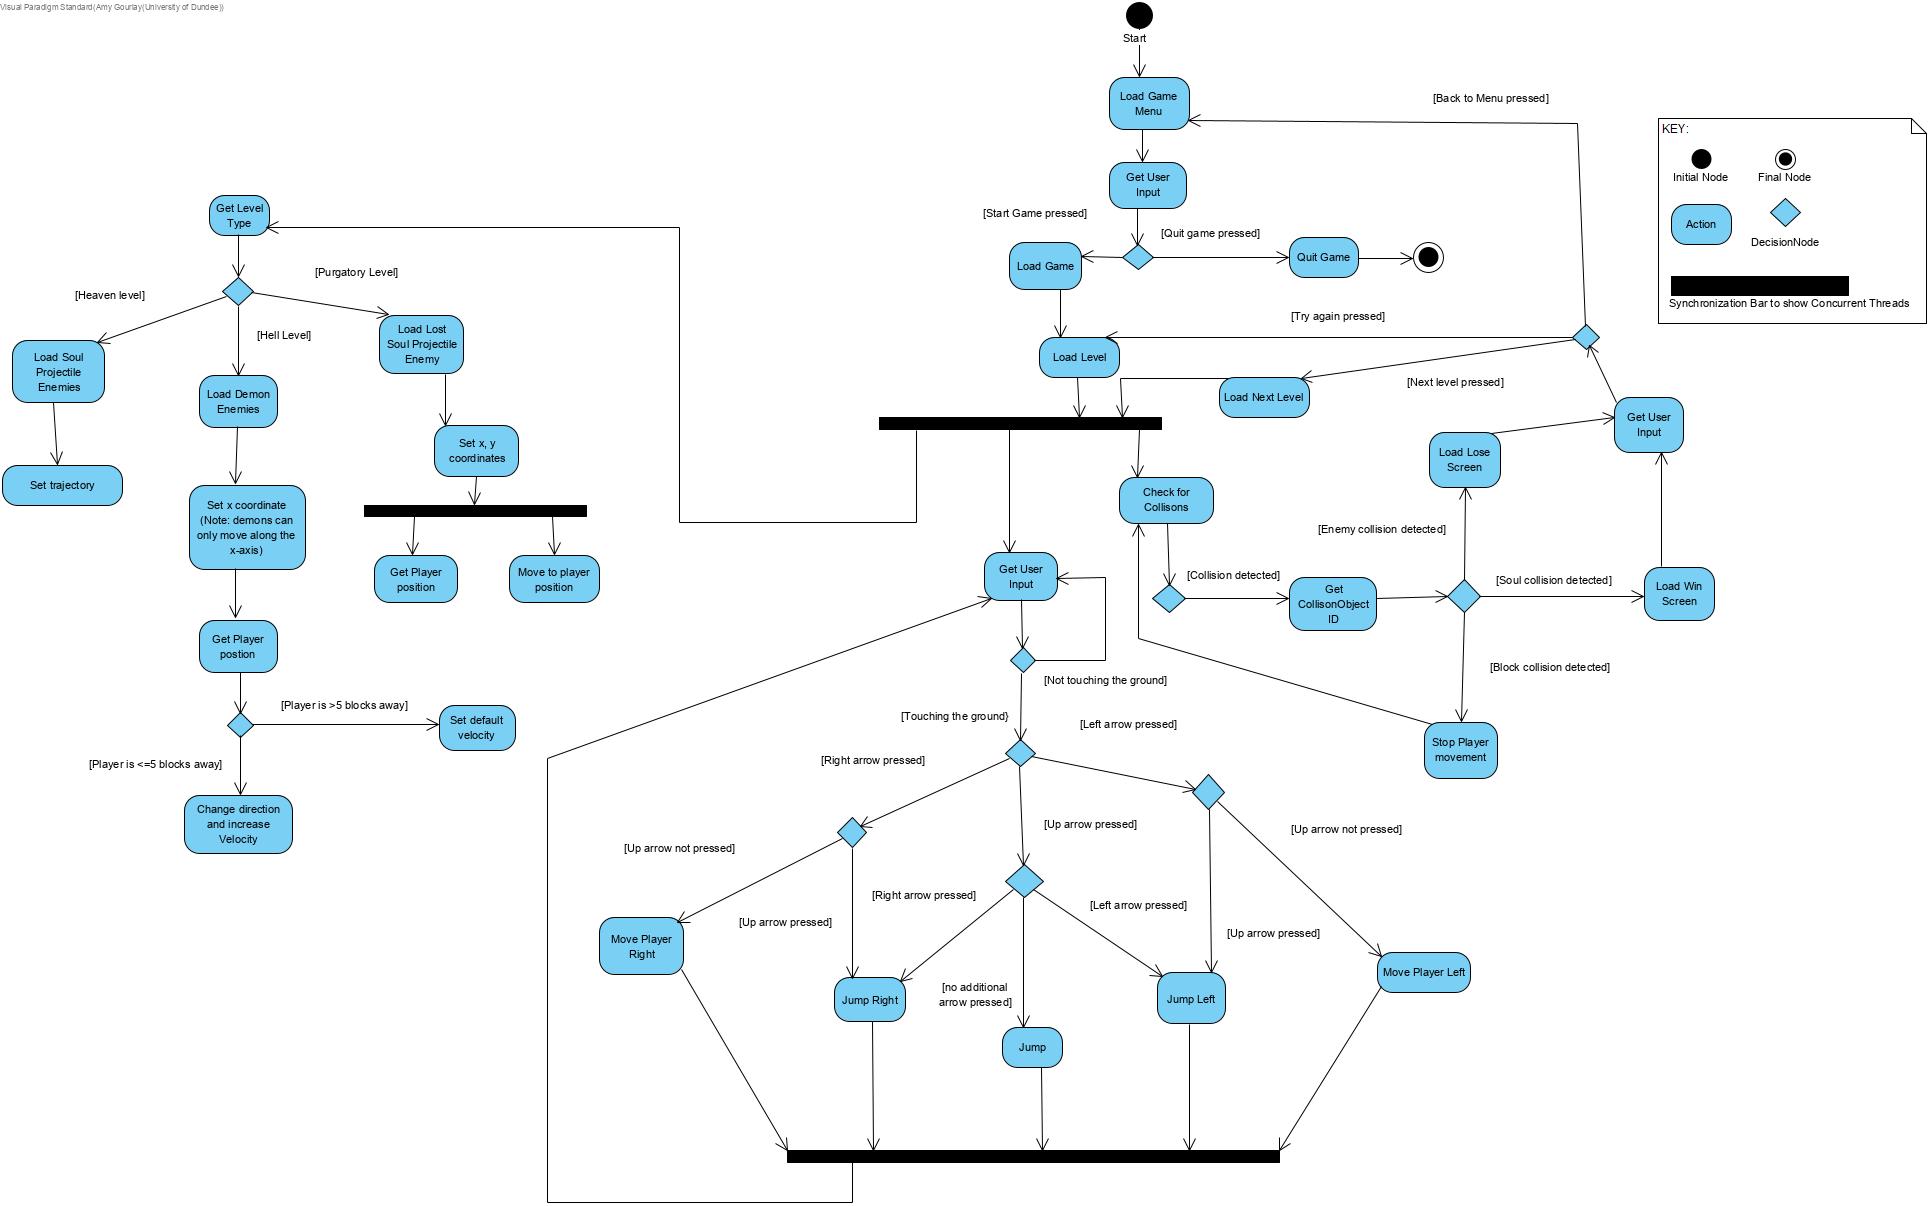 Visual Paradigm Standard(Amy Gourlay(University of Dundee))
Start
Load Game
Menu
[Back to Menu pressed]
KEY:
Initial Node
Final Node
Action
DecisionNode
Synchronization Bar to show Concurrent Threads
Get User
Input
[Start Game pressed]
[Quit game pressed]
Load Game
Quit Game
[Try again pressed]
Load Level
Load Next Level
[Next level pressed]
Get User
Input
Get Level
Type
[Purgatory Level]
[Heaven level]
[Hell Level]
Load Soul
Projectile
Enemies
Load Demon
Enemies
Load Lost
Soul Projectile
Enemy
Set trajectory
Set x coordinate
(Note: demons can
only move along the
x-axis)
Set x, y
coordinates
Get Player
position
Move to player
position
Get Player
postion
[Player is >5 blocks away]
Set default
velocity
[Player is <=5 blocks away]
Change direction
and increase
Velocity
Check for
Collisons
Load Lose
Screen
[Enemy collision detected]
[Collision detected]
Get
CollisonObject
ID
[Soul collision detected]
Load Win
Screen
[Block collision detected]
Stop Player
movement
Get User
Input
[Not touching the ground]
[Touching the ground}
[Left arrow pressed]
[Right arrow pressed]
[Up arrow pressed]
[Up arrow not pressed]
[Up arrow not pressed]
[Right arrow pressed]
[Left arrow pressed]
[Up arrow pressed]
[Up arrow pressed]
Move Player
Right
Jump Right
[no additional
arrow pressed]
Jump Left
Move Player Left
Jump